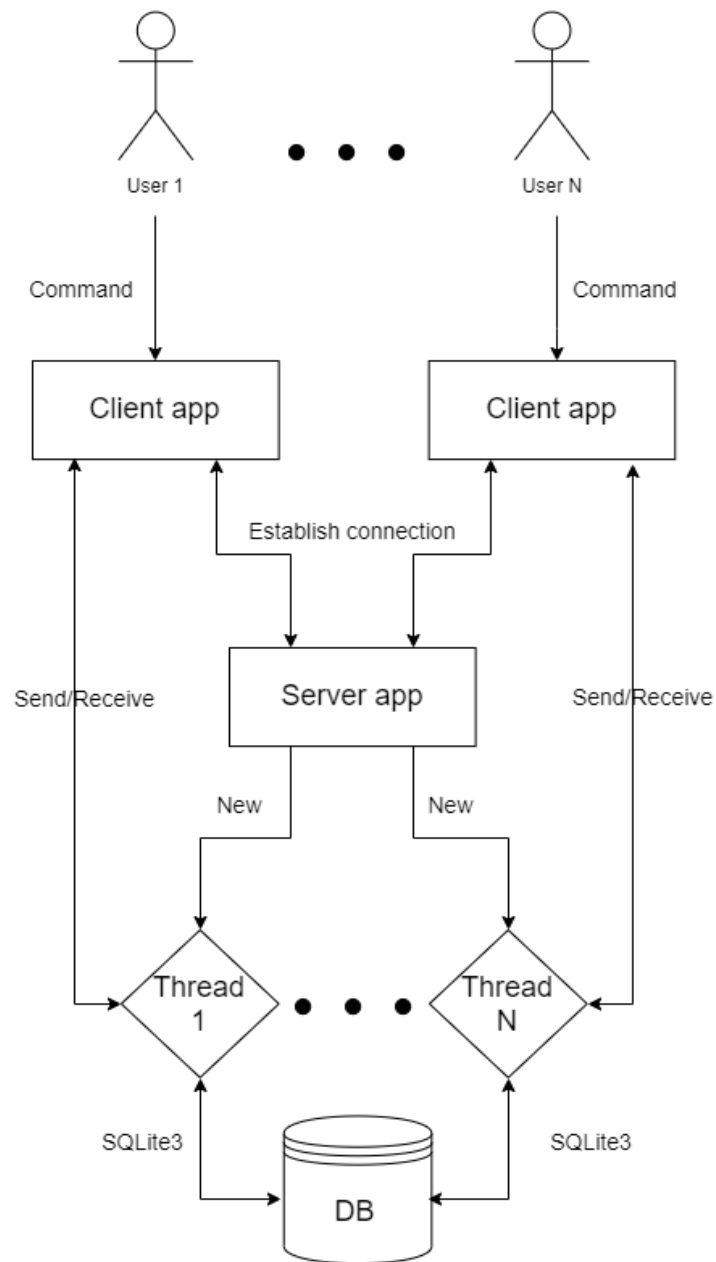 User 1
User N
Command
Command
Client app
Client app
Establish connection
Send/Receive
Server app
Send/Receive
New
New
Thread
1
Thread
N
SQLite3
SQLite3
DB